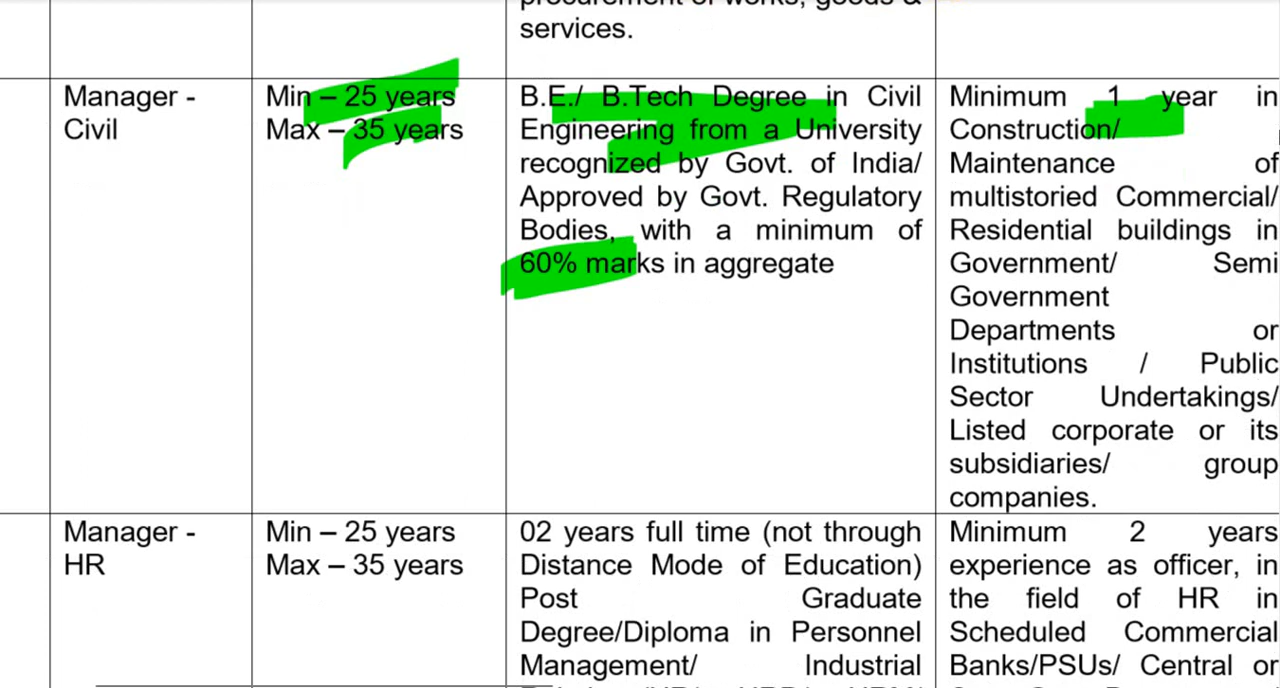 procurement of works, goods &
services.
Manager -
Civil
Min – 25 years
Max – 35 years
B.E./ B.Tech Degree in Civil
Engineering from a University
recognized by Govt. of India/
Approved by Govt. Regulatory
Bodies, with a minimum of
60% marks in aggregate
Minimum 1 year in
Construction/
Maintenance of
multistoried Commercial/
Residential buildings in
Government/ Semi
Government
Departments or
Institutions / Public
Sector Undertakings/
Listed corporate or its
subsidiaries/ group
companies.
Manager -
HR
Min – 25 years
Max – 35 years
02 years full time (not through
Distance Mode of Education)
Post Graduate
Degree/Diploma in Personnel
Management/ Industrial
Minimum 2 years
experience as officer, in
the field of HR in
Scheduled Commercial
Banks/PSUs/ Central or